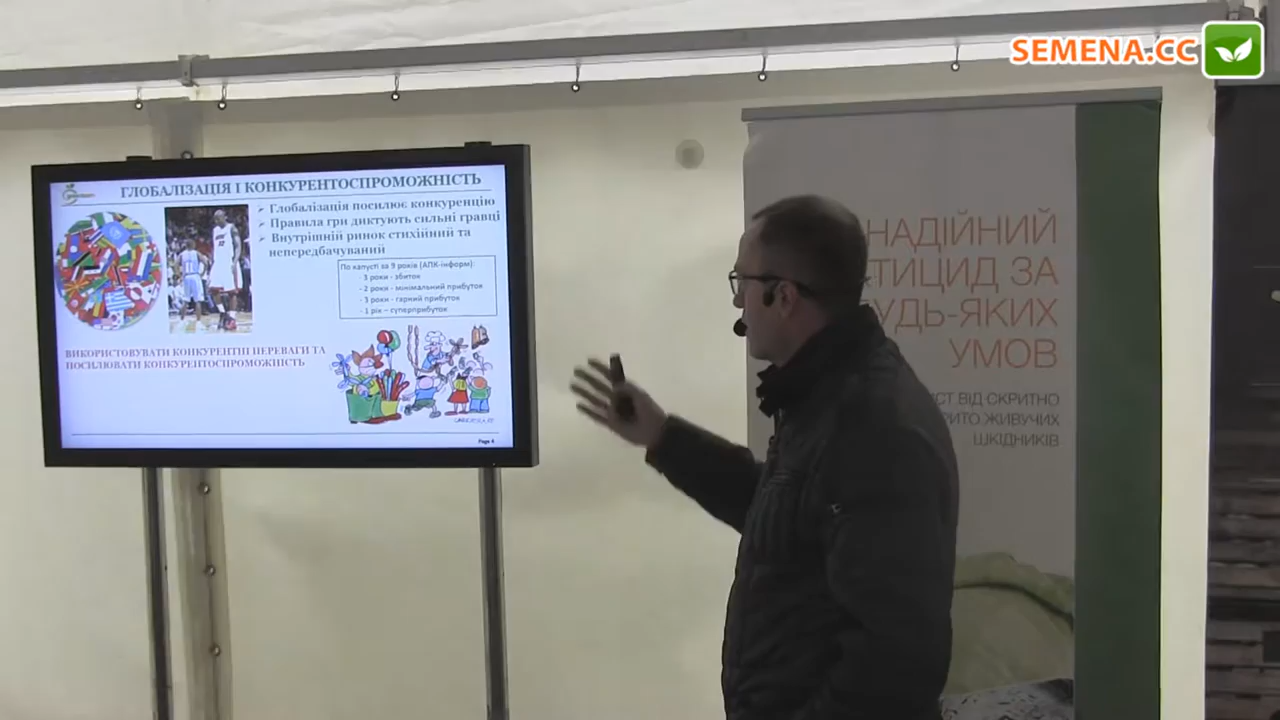 SEMENA.CC
ГЛОБАЛІЗАЦІЯ І КОНКУРЕНТОСПРОМОЖНІСТЬ
Глобалізація посилює конкуренцію
Правила гри диктують сильні гравці
Внутрішній ринок стихійний та
непередбачуваний
По капусті за 9 років (АПК-інформ):
- 3 роки - збиток
- 2 роки - мінімальний прибуток
- 3 роки - гарний прибуток
- 1 рік – суперприбуток
ВИКОРИСТОВУВАТИ КОНКУРЕНТНІ ПЕРЕВАГИ ТА
ПОСИЛЮВАТИ КОНКУРЕНТОСПРОМОЖНІСТЬ
Page 4
НАДІЙНИЙ
ТИЦИД ЗА
УДЬ-ЯКИХ
УМОВ
СТ ВІД СКРИТНО
РИТО ЖИВУЧИХ
ШКІДНИКІВ